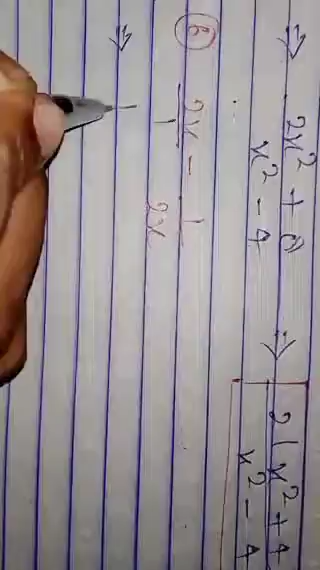 ⇒ 2x² + 8 ⇒ 2(x² + 4
x² - 4 x² - 4
⑥ 2x - 1
1 2x
⇒